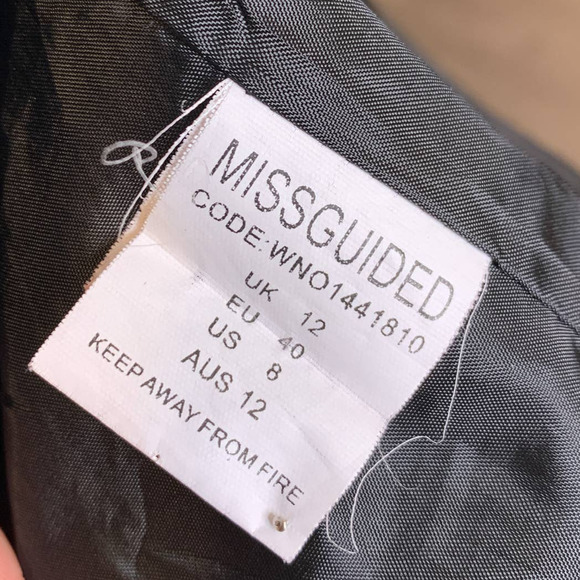 MISSGUIDED
CODE:WNO1441810
UK 12
EU 40
US 8
AUS 12
KEEP AWAY FROM FIRE